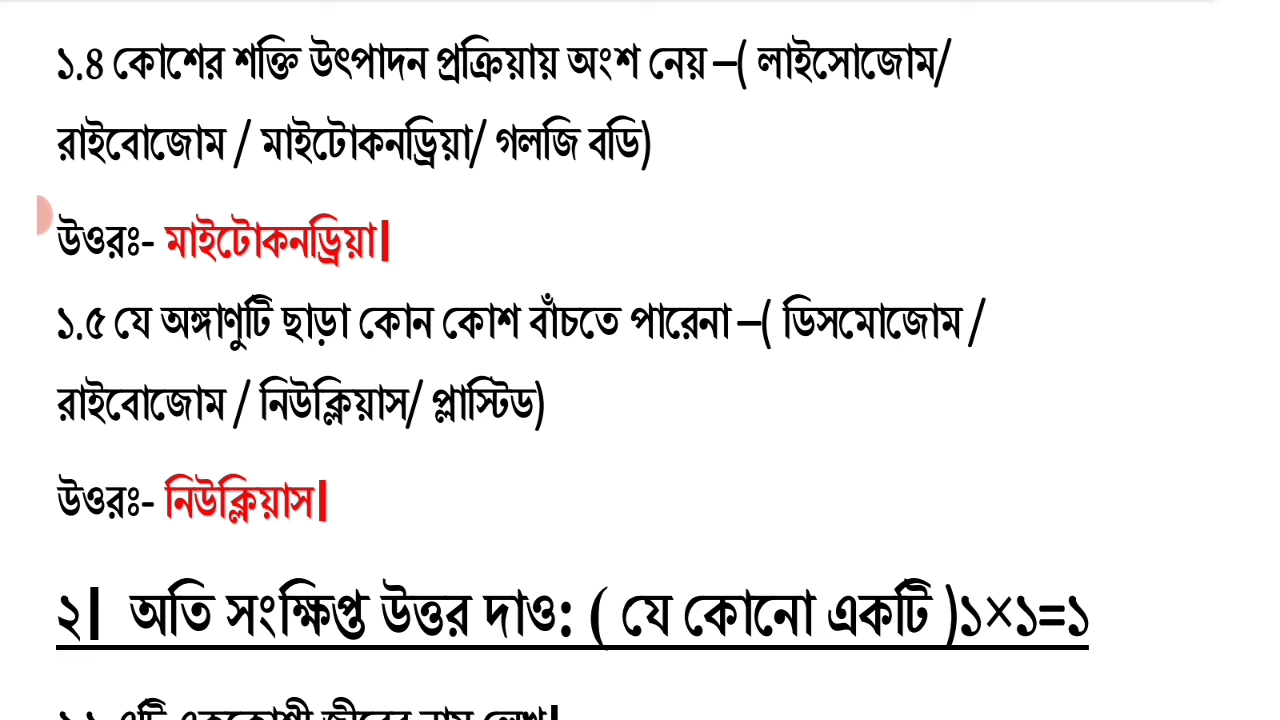 ১.৪ কোশের শক্তি উৎপাদন প্রক্রিয়ায় অংশ নেয় –( লাইসোজোম/
রাইবোজোম / মাইটোকনড্রিয়া/ গলজি বডি)
উওরঃ- মাইটোকনড্রিয়া।
১.৫ যে অঙ্গাণুটি ছাড়া কোন কোশ বাঁচতে পারেনা –( ডিসমোজোম /
রাইবোজোম / নিউক্লিয়াস/ প্লাস্টিড)
উওরঃ- নিউক্লিয়াস।
২। অতি সংক্ষিপ্ত উত্তর দাও: ( যে কোনো একটি )১×১=১